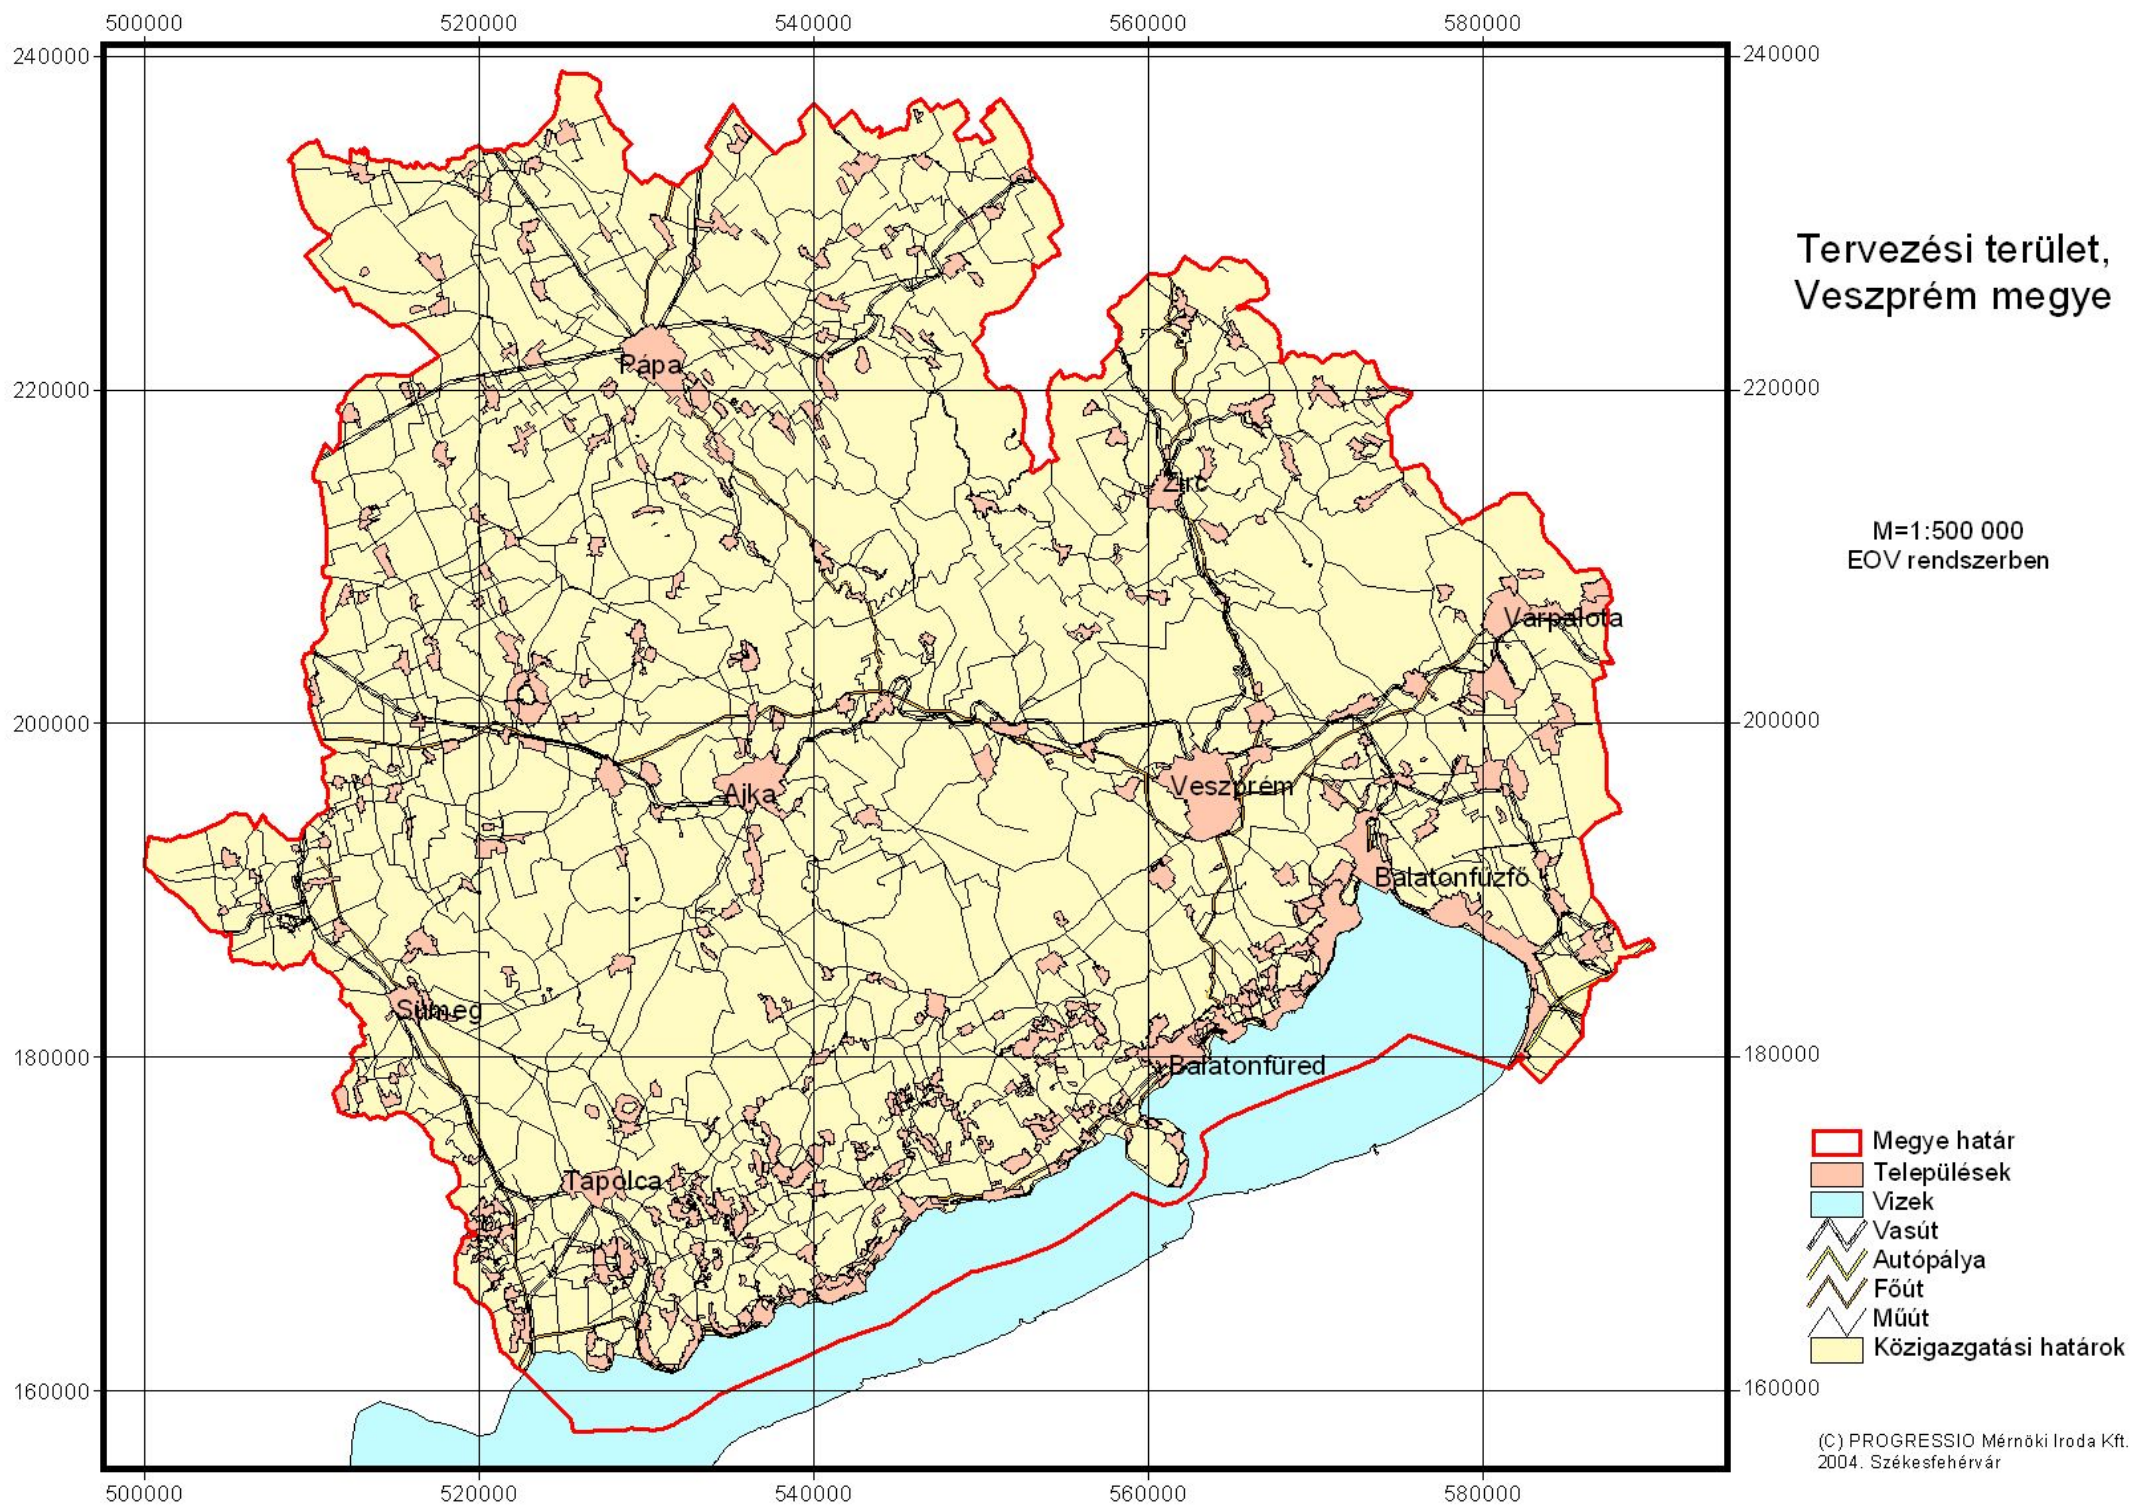 500000 520000 540000 560000 580000
240000 240000
Tervezési terület,
Veszprém megye
Pápa
220000 220000
Zirc
M=1:500 000
EOV rendszerben
Várpalota
200000 200000
Veszprém
Ajka
Balatonfűzfő
Sümeg
180000 180000
Balatonfüred
Megye határ
Települések
Tapolca
Vizek
Vasút
Autópálya
Főút
Műút
Közigazgatási határok
160000 160000
(C) PROGRESSIO Mérnöki Iroda Kft.
2004. Székesfehérvár
500000 520000 540000 560000 580000